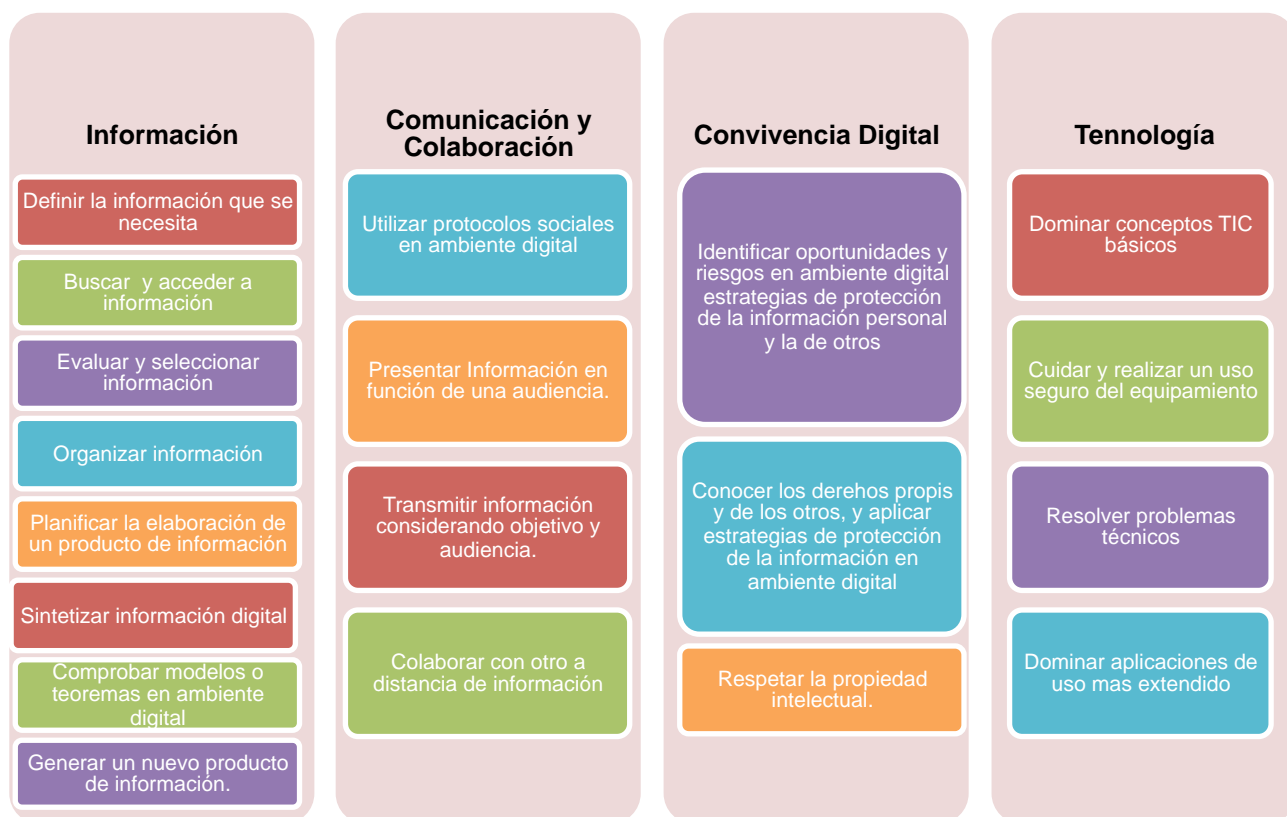 Información
Definir la información que se
necesita
Buscar y acceder a
información
Evaluar y seleccionar
información
Organizar información
Planificar la elaboración de
un producto de información
Sintetizar información digital
Comprobar modelos o
teoremas en ambiente
digital
Generar un nuevo producto
de información.
Comunicación y
Colaboración
Utilizar protocolos sociales
en ambiente digital
Presentar Información en
función de una audiencia.
Transmitir información
considerando objetivo y
audiencia.
Colaborar con otro a
distancia de información
Convivencia Digital
Identificar oportunidades y
riesgos en ambiente digital
estrategias de protección
de la información personal
y la de otros
Conocer los derehos propis
y de los otros, y aplicar
estrategias de protección
de la información en
ambiente digital
Respetar la propiedad
intelectual.
Tennología
Dominar conceptos TIC
básicos
Cuidar y realizar un uso
seguro del equipamiento
Resolver problemas
técnicos
Dominar aplicaciones de
uso mas extendido